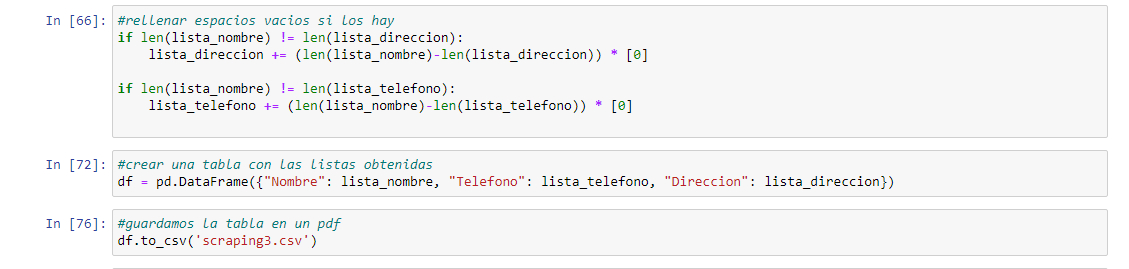 In [66]: #rellenar espacios vacios si los hay
if len(lista_nombre) != len(lista_direccion):
    lista_direccion += (len(lista_nombre)-len(lista_direccion)) * [0]
if len(lista_nombre) != len(lista_telefono):
    lista_telefono += (len(lista_nombre)-len(lista_telefono)) * [0]
In [72]: #crear una tabla con las listas obtenidas
df = pd.DataFrame({"Nombre": lista_nombre, "Telefono": lista_telefono, "Direccion": lista_direccion})
In [76]: #guardamos la tabla en un pdf
df.to_csv('scraping3.csv')